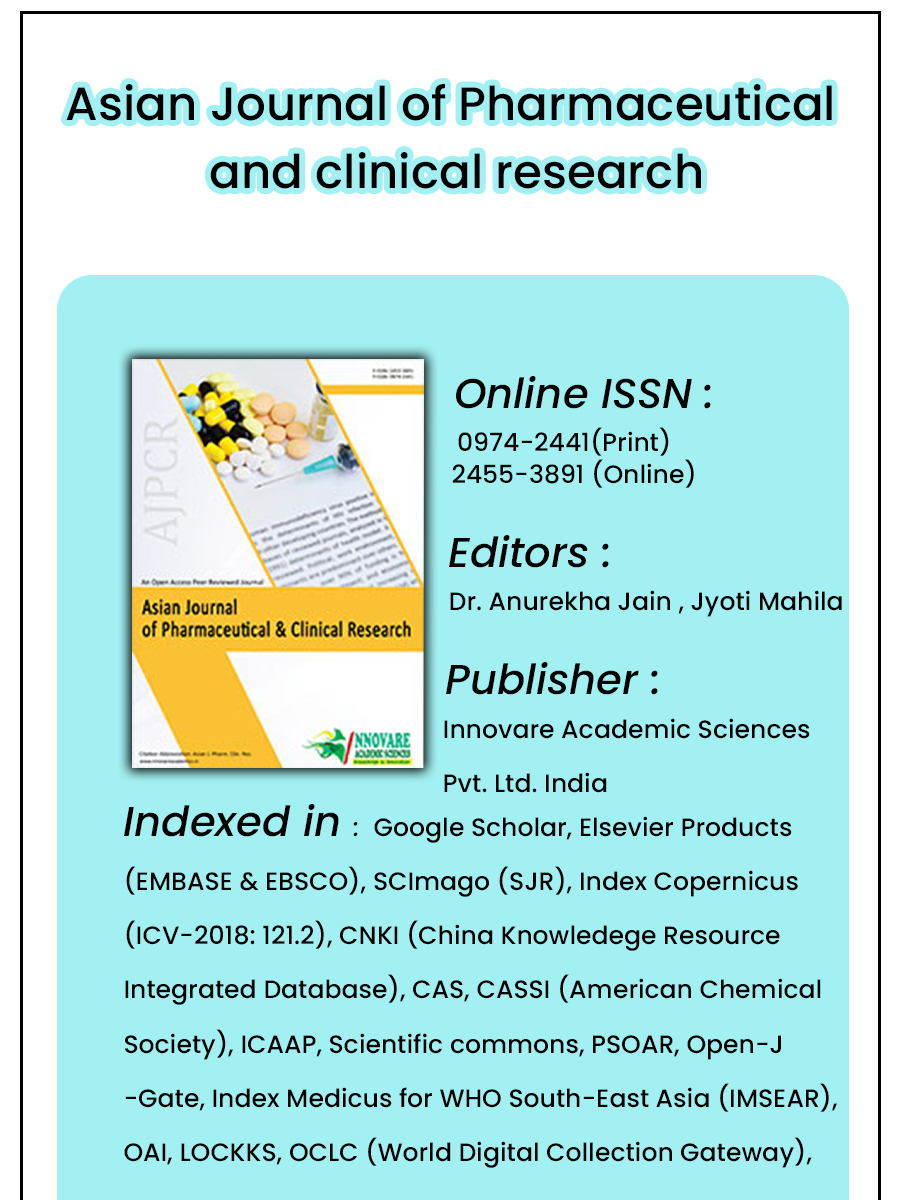 Asian Journal of Pharmaceutical
and clinical research
AJPCR
An Open Access Peer Reviewed Journal
Asian Journal
of Pharmaceutical & Clinical Research
INNOVARE
ACADEMIC SCIENCES
Online ISSN :
0974-2441(Print)
2455-3891 (Online)
Editors :
Dr. Anurekha Jain , Jyoti Mahila
Publisher :
Innovare Academic Sciences
Pvt. Ltd. India
Indexed in : Google Scholar, Elsevier Products
(EMBASE & EBSCO), SCImago (SJR), Index Copernicus
(ICV-2018: 121.2), CNKI (China Knowledege Resource
Integrated Database), CAS, CASSI (American Chemical
Society), ICAAP, Scientific commons, PSOAR, Open-J
-Gate, Index Medicus for WHO South-East Asia (IMSEAR),
OAI, LOCKKS, OCLC (World Digital Collection Gateway),